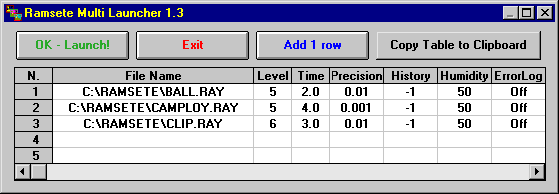 Ramsete Multi Launcher 1.3
OK - Launch! Exit Add 1 row Copy Table to Clipboard
N. File Name Level Time Precision History Humidity ErrorLog
1 C:\RAMSETE\BALL.RAY 5 2.0 0.01 -1 50 Off
2 C:\RAMSETE\CAMPLOY.RAY 5 4.0 0.001 -1 50 Off
3 C:\RAMSETE\CLIP.RAY 6 3.0 0.01 -1 50 Off
4
5